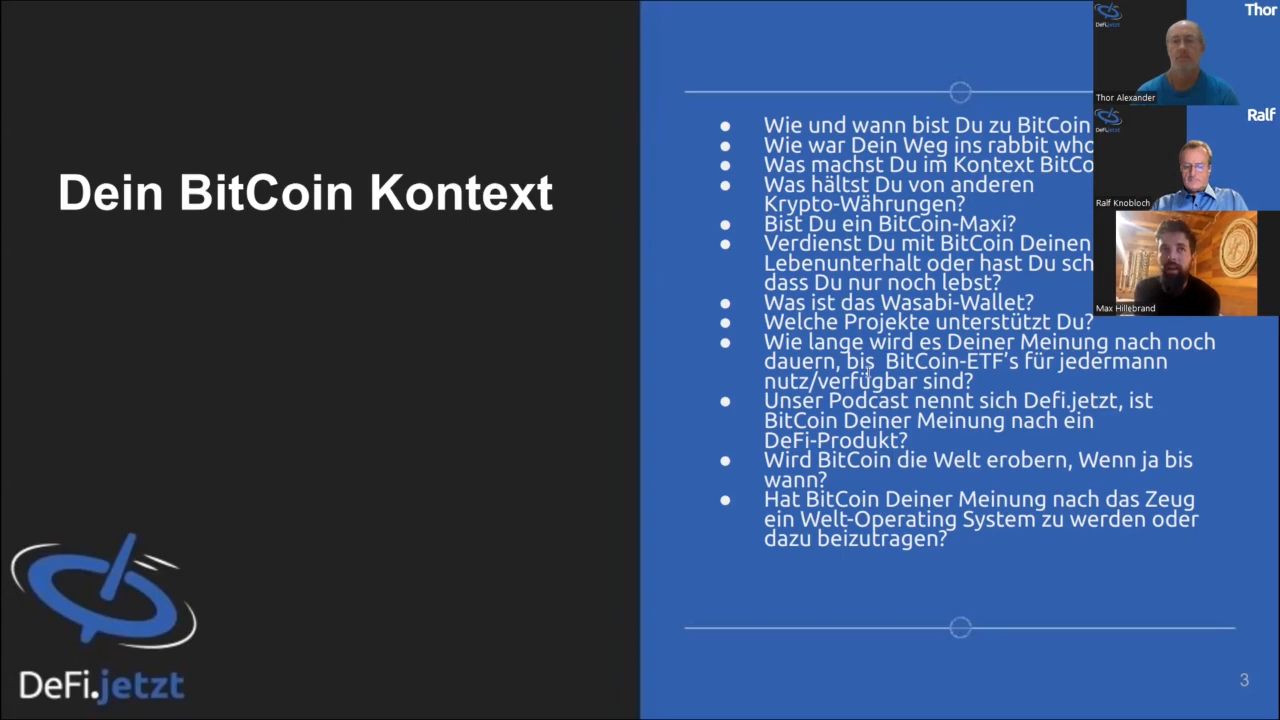 Dein BitCoin Kontext
Wie und wann bist Du zu BitCoin
Wie war Dein Weg ins rabbit
Was machst Du im Kontext
Was hältst Du von anderen
Krypto-Währungen?
Bist Du ein BitCoin-Maxi?
Verdienst Du mit BitCoin Deinen
Lebenunterhalt oder hast Du
dass Du nur noch lebst?
Was ist das Wasabi-Wallet?
Welche Projekte unterstützt Du?
Wie lange wird es Deiner Meinung nach noch
dauern, bis BitCoin-ETF’s für jedermann
nutz/verfügbar sind?
Unser Podcast nennt sich Defi.jetzt, ist
BitCoin Deiner Meinung nach ein
DeFi-Produkt?
Wird BitCoin die Welt erobern, Wenn ja bis
wann?
Hat BitCoin Deiner Meinung nach das Zeug
ein Welt-Operating System zu werden oder
dazu beizutragen?
DeFi.jetzt
3
DeFi.jetzt
Thor
Thor Alexander
DeFi.jetzt
Ralf
Ralf Knobloch
Max Hillebrand